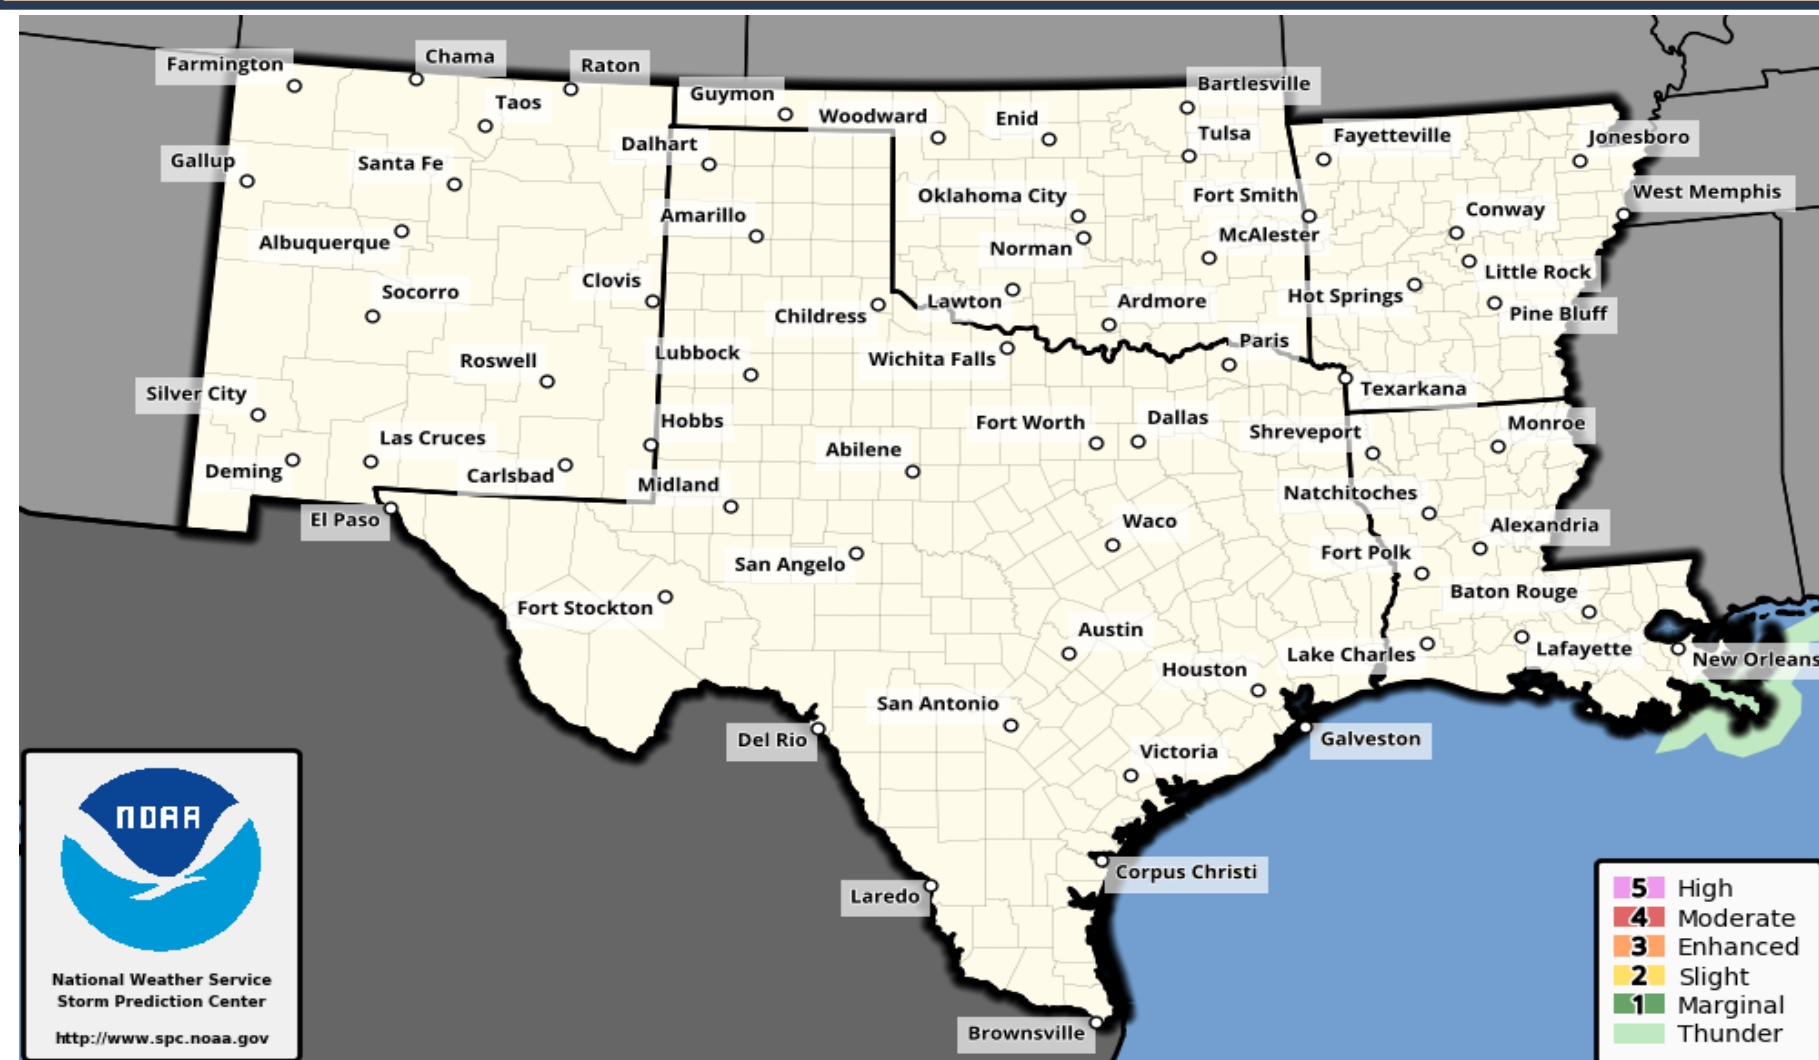 Chama
Farmington
Raton
Bartlesville
Guymon
Taos
Woodward
Enid
Tulsa
Fayetteville
Jonesboro
Dalhart
Gallup
Santa Fe
West Memphis
Oklahoma City
Fort Smith
Conway
Amarillo
McAlester
Albuquerque
Norman
Little Rock
Clovis
Socorro
Hot Springs
Lawton
Ardmore
Childress
Pine Bluff
Paris
Lubbock
Wichita Falls
Roswell
Texarkana
Silver City
Hobbs
Fort Worth
Dallas
Monroe
Shreveport
Las Cruces
Abilene
Deming
Carlsbad
Midland
Natchitoches
El Paso
Waco
Alexandria
Fort Polk
San Angelo
Baton Rouge
Fort Stockton
Austin
Lafayette
Lake Charles
New Orleans
Houston
San Antonio
Del Rio
Galveston
Victoria
Corpus Christi
Laredo
Brownsville
NOAA
National Weather Service
Storm Prediction Center
http://www.spc.noaa.gov
5 High
4 Moderate
3 Enhanced
2 Slight
1 Marginal
Thunder